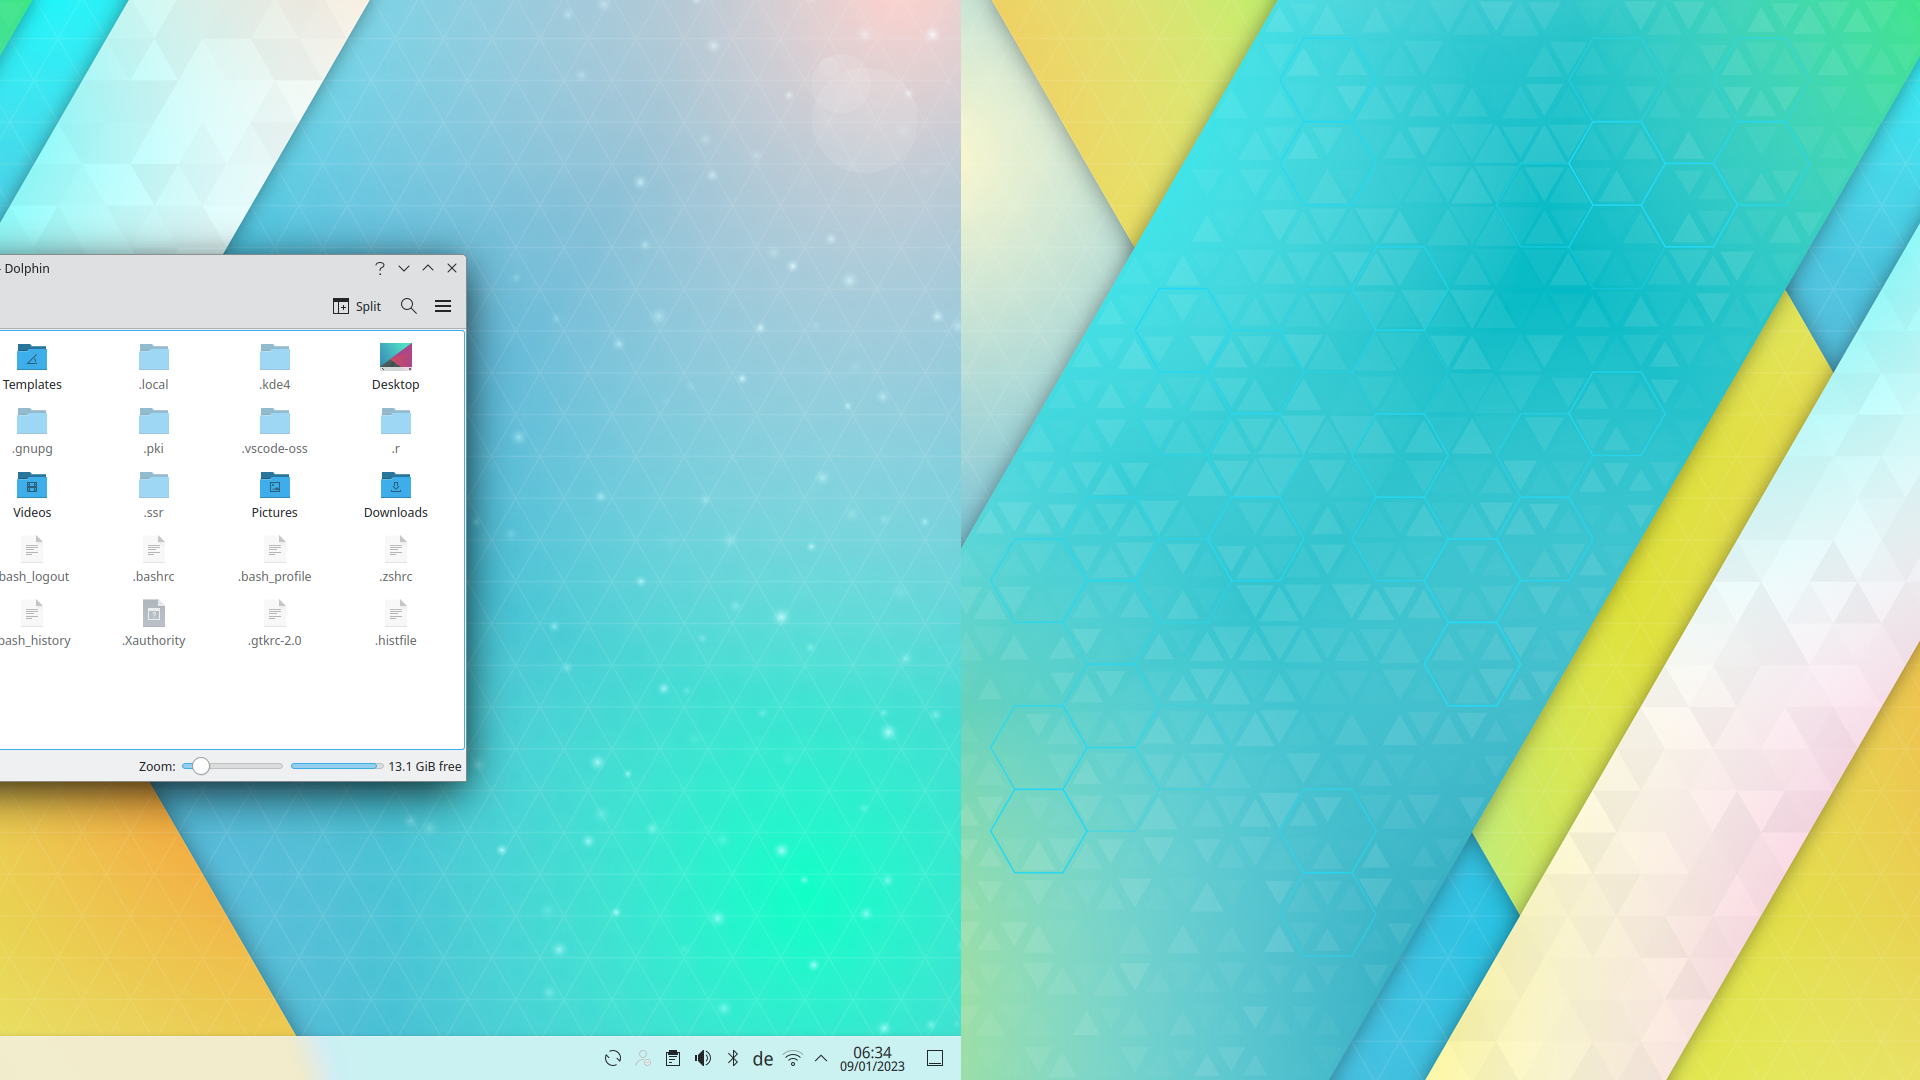 - Dolphin
Split
Templates .local .kde4 Desktop
.gnupg .pki .vscode-oss .r
Videos .ssr Pictures Downloads
bash_logout .bashrc .bash_profile .zshrc
bash_history .Xauthority .gtkrc-2.0 .histfile
Zoom: 13.1 GiB free
de 06:34
09/01/2023